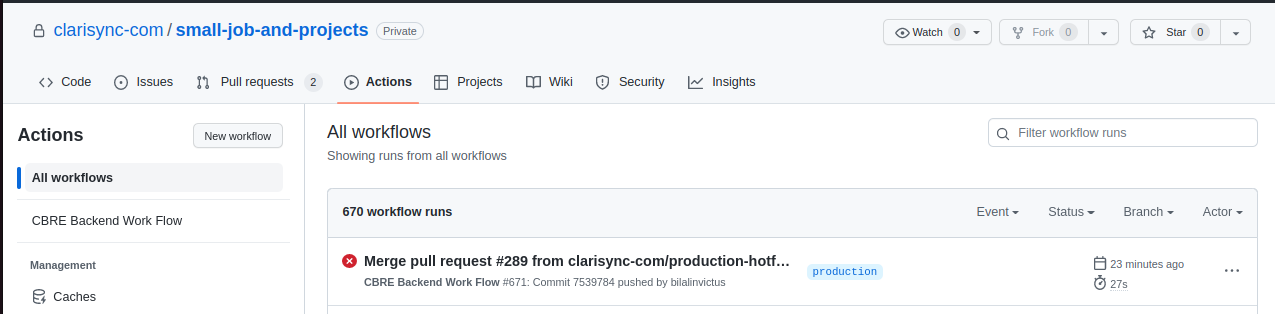 clarisync-com / small-job-and-projects Private
Watch 0 Fork 0 Star 0
Code Issues Pull requests 2 Actions Projects Wiki Security Insights
Actions
New workflow
All workflows
CBRE Backend Work Flow
Management
Caches
All workflows
Showing runs from all workflows
Filter workflow runs
670 workflow runs
Event Status Branch Actor
Merge pull request #289 from clarisync-com/production-hotf…
CBRE Backend Work Flow #671: Commit 7539784 pushed by bilalinvictus
production
23 minutes ago
27s